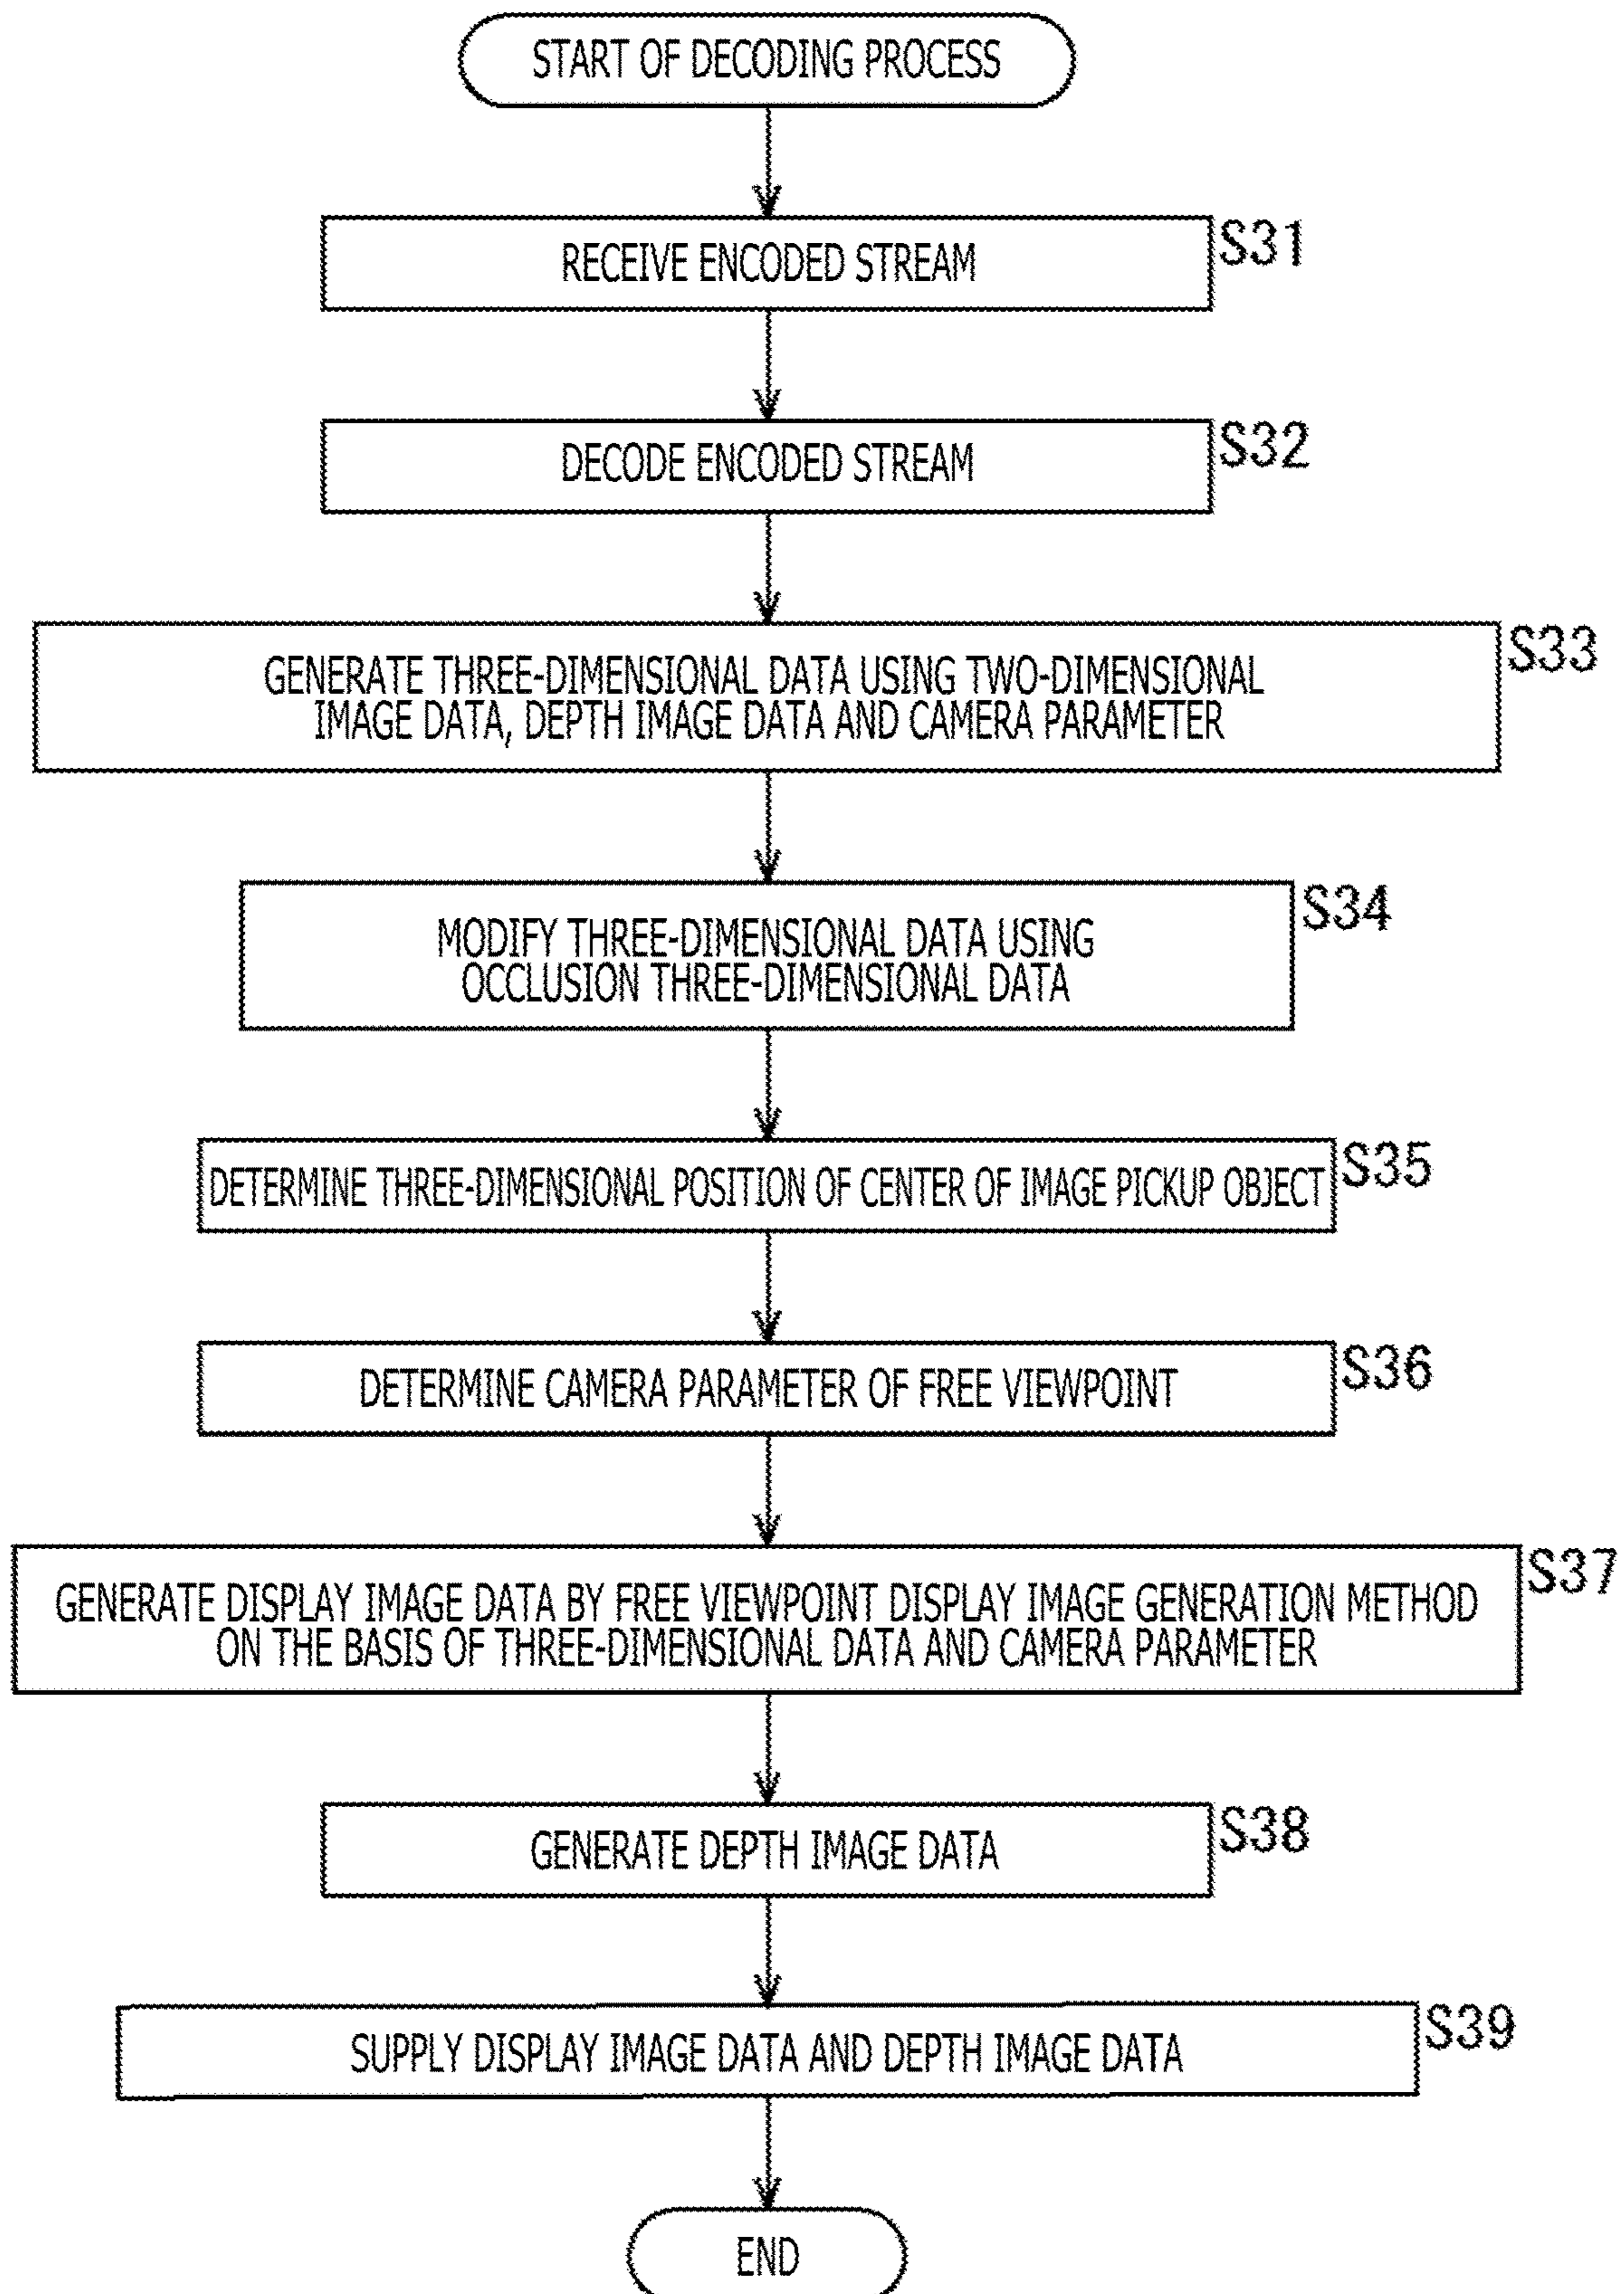 START OF DECODING PROCESS
RECEIVE ENCODED STREAM
S31
DECODE ENCODED STREAM
S32
GENERATE THREE-DIMENSIONAL DATA USING TWO-DIMENSIONAL
IMAGE DATA, DEPTH IMAGE DATA AND CAMERA PARAMETER
S33
MODIFY THREE-DIMENSIONAL DATA USING
OCCLUSION THREE-DIMENSIONAL DATA
S34
DETERMINE THREE-DIMENSIONAL POSITION OF CENTER OF IMAGE PICKUP OBJECT
S35
DETERMINE CAMERA PARAMETER OF FREE VIEWPOINT
S36
GENERATE DISPLAY IMAGE DATA BY FREE VIEWPOINT DISPLAY IMAGE GENERATION METHOD
ON THE BASIS OF THREE-DIMENSIONAL DATA AND CAMERA PARAMETER
S37
GENERATE DEPTH IMAGE DATA
S38
SUPPLY DISPLAY IMAGE DATA AND DEPTH IMAGE DATA
S39
END